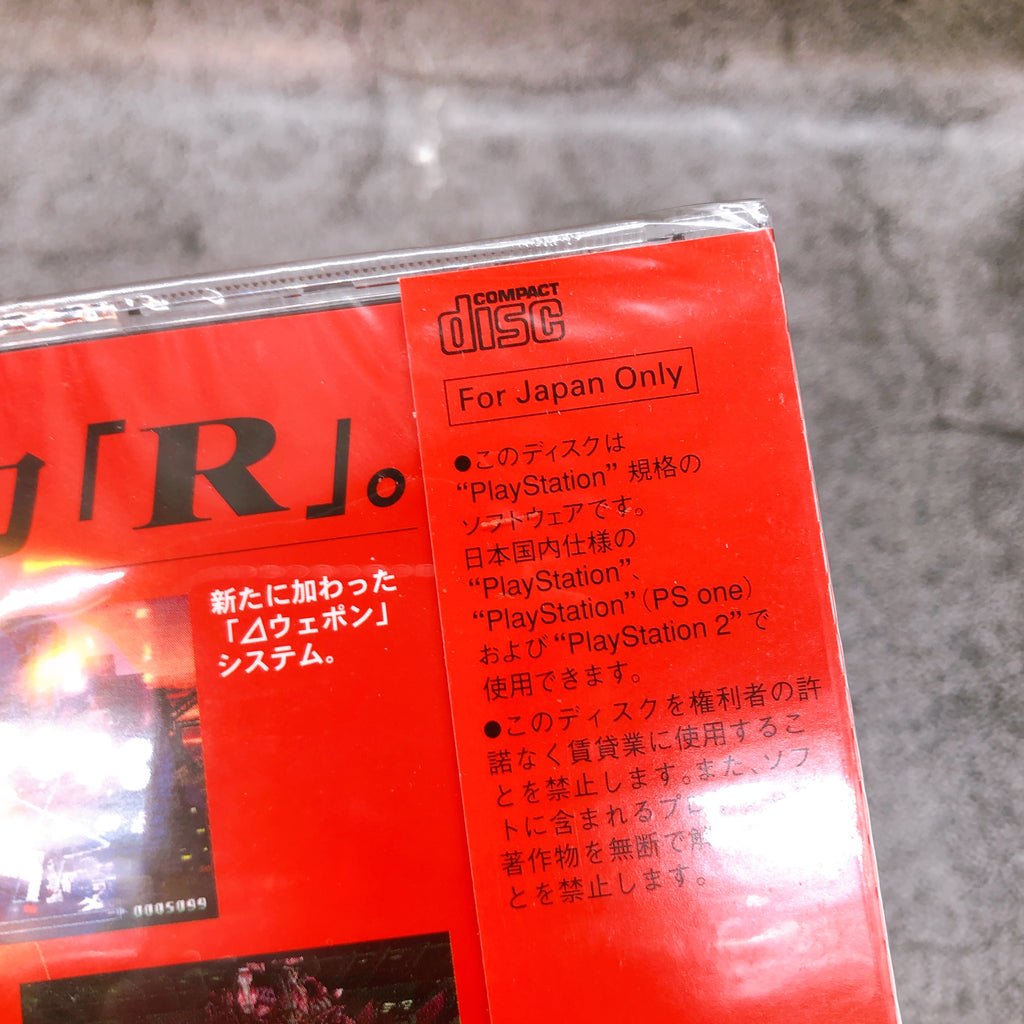 COMPACT
disc
For Japan Only
「R」。
新たに加わった
「⊿ウェポン」
システム。
0005099
●このディスクは
“PlayStation” 規格の
ソフトウェアです。
日本国内仕様の
“PlayStation”、
“PlayStation”(PS one)
および“PlayStation 2”で
使用できます。
●このディスクを権利者の許
諾なく賃貸業に使用するこ
とを禁止します。また、ソフ
トに含まれるプロ
著作物を無断で解
とを禁止します。